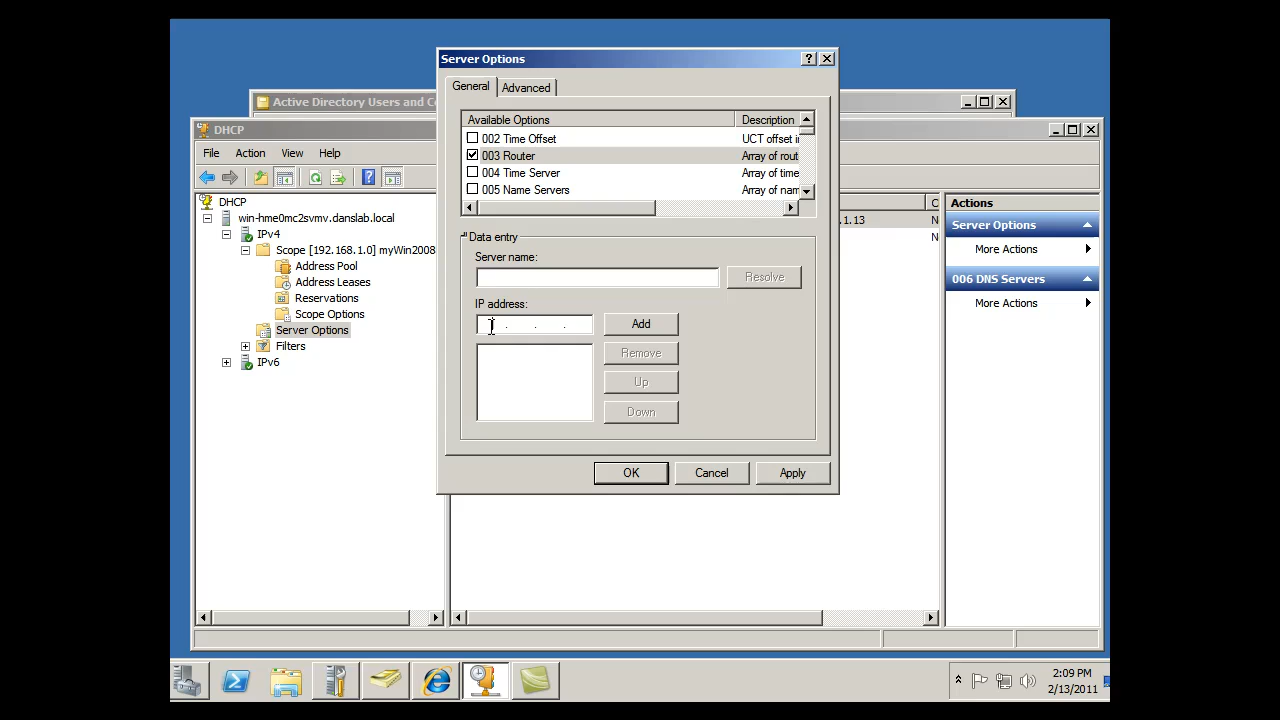 Server Options
General
Advanced
Active Directory Users and Co
DHCP
Available Options
Description
002 Time Offset
UCT offset i
003 Router
Array of rout
004 Time Server
Array of time
005 Name Servers
Array of nam
File
Action
View
Help
DHCP
win-hme0mc2svmv.danslab.local
IPv4
Scope [192.168.1.0] myWin2008
Address Pool
Address Leases
Reservations
Scope Options
Server Options
Filters
IPv6
Data entry
Server name:
Resolve
IP address:
. . .
Add
Remove
Up
Down
OK
Cancel
Apply
C
.1.13
N
N
Actions
Server Options
More Actions
006 DNS Servers
More Actions
2:09 PM
2/13/2011